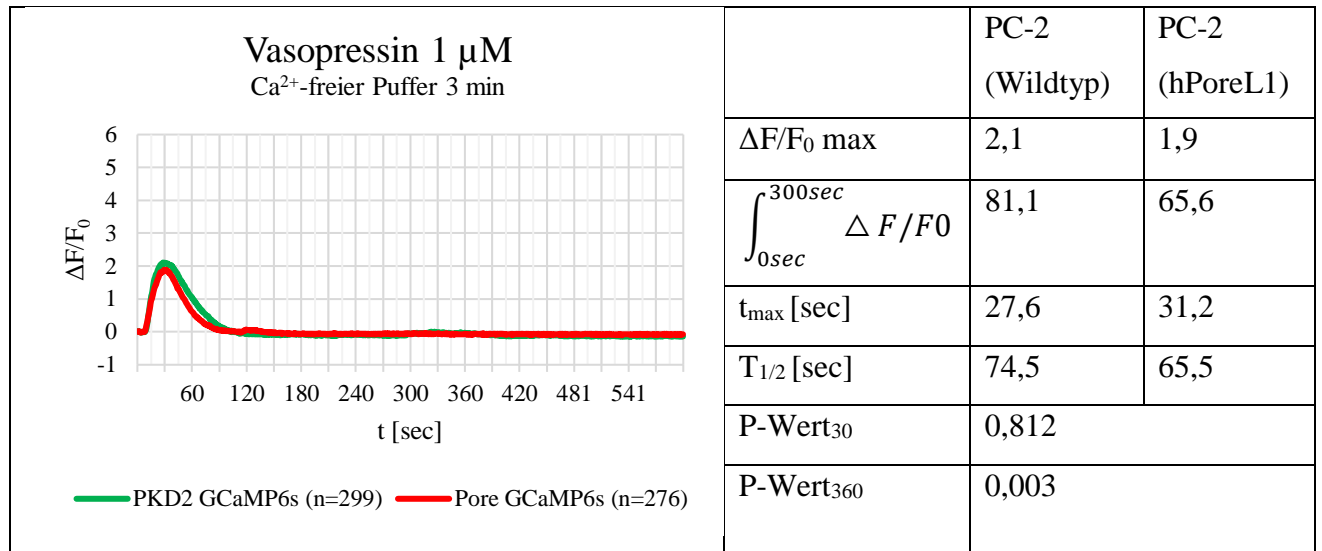 Vasopressin 1 µM
Ca²⁺-freier Puffer 3 min
6
5
4
3
2
1
0
-1
ΔF/F₀
60 120 180 240 300 360 420 481 541
t [sec]
PKD2 GCaMP6s (n=299) Pore GCaMP6s (n=276)
PC-2 (Wildtyp) PC-2 (hPoreL1)
ΔF/F₀ max 2,1 1,9
∫₀sec³⁰⁰sec △ F/F0 81,1 65,6
tₘₐₓ [sec] 27,6 31,2
T₁/₂ [sec] 74,5 65,5
P-Wert₃₀ 0,812
P-Wert₃₆₀ 0,003